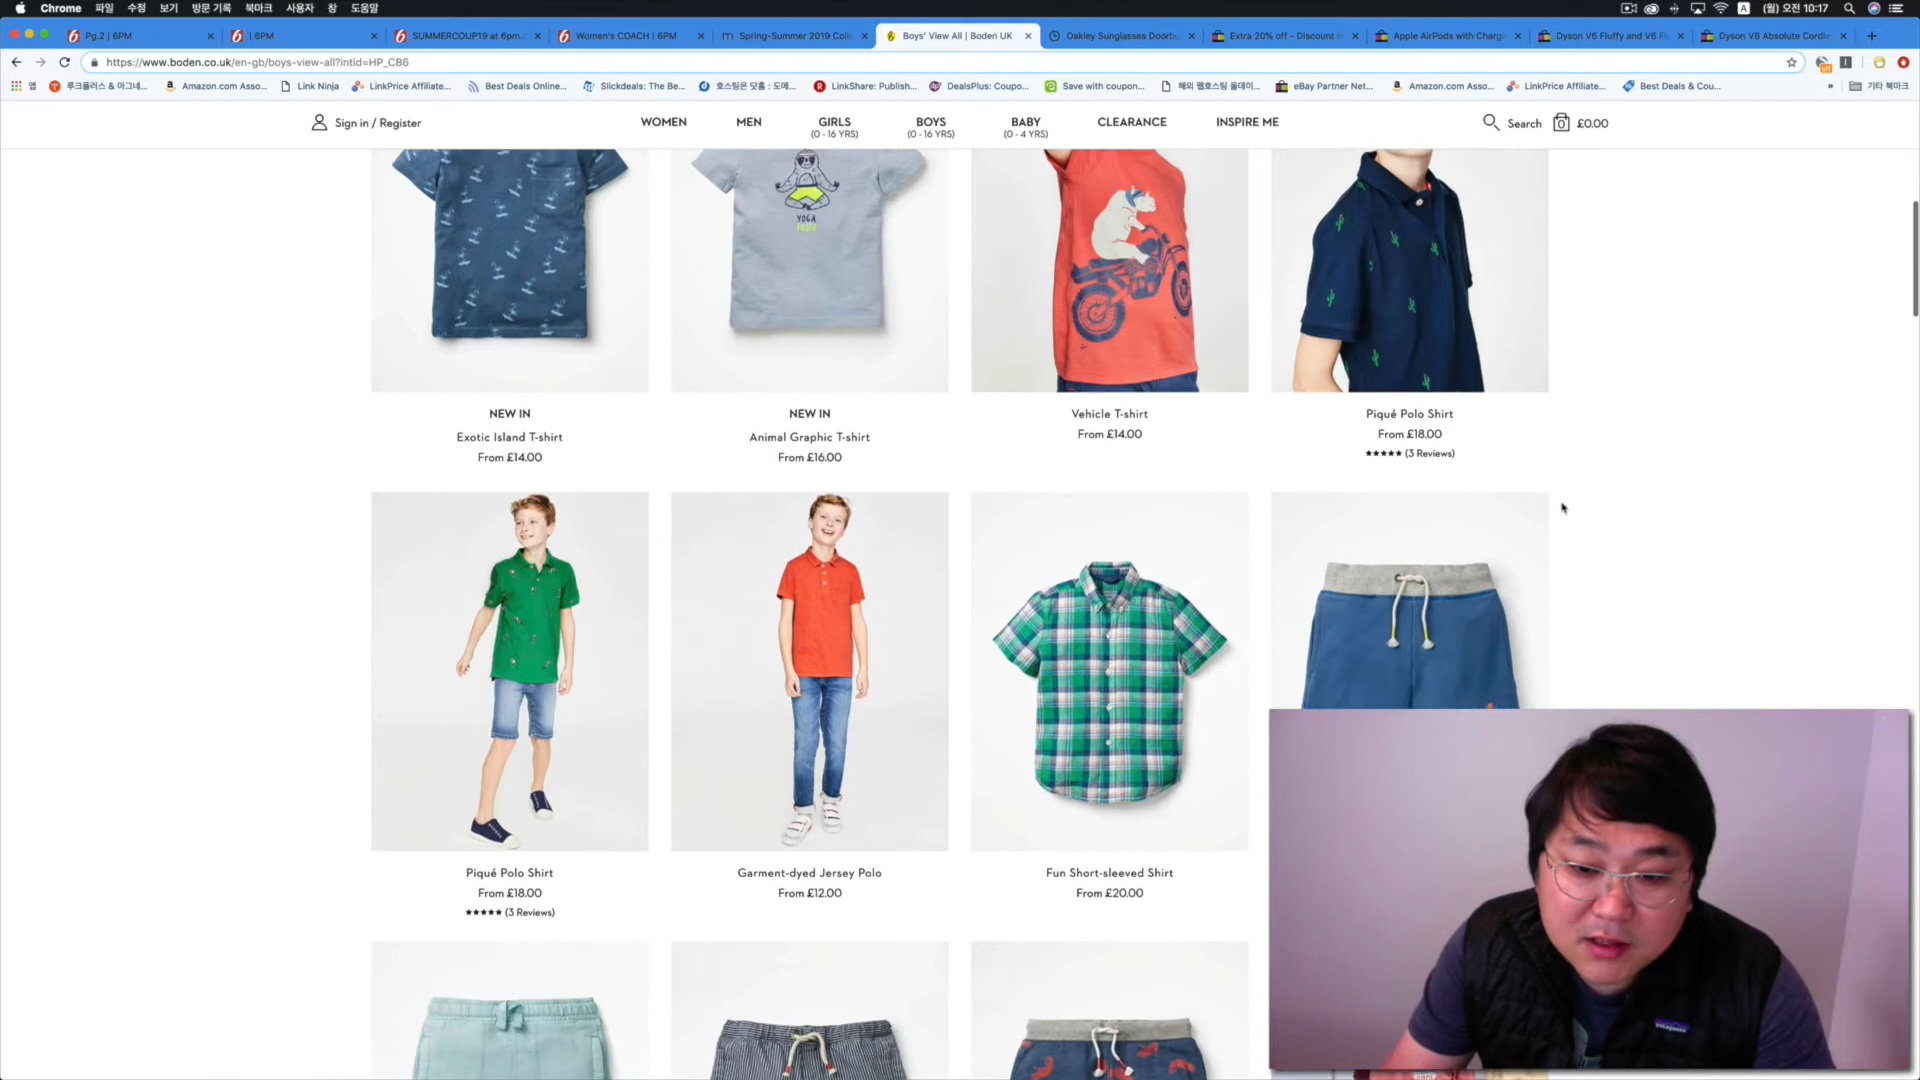 Chrome 파일 수정 보기 방문 기록 북마크 사용자 창 도움말 (월) 오전 10:17
Pg.2 | 6PM
| 6PM
SUMMERCOUP19 at 6pm.
Women's COACH | 6PM
Spring-Summer 2019 Coll
Boys' View All | Boden UK
Oakley Sunglasses Doorbu
Extra 20% off - Discount
Apple AirPods with Chargi
Dyson V6 Fluffy and V6 Fl
Dyson V8 Absolute Cordle
https://www.boden.co.uk/en-gb/boys-view-all?intid=HP_CB6
앱 루크플러스 & 아그네... Amazon.com Asso... Link Ninja LinkPrice Affiliate... Best Deals Online... Slickdeals: The Be... 호스팅은 닷홈 : 도메... LinkShare: Publish... DealsPlus: Coupo... Save with coupon... 해외 웹호스팅 올데이... eBay Partner Net... Amazon.com Asso... LinkPrice Affiliate... Best Deals & Cou... » 기타 북마크
Sign in / Register WOMEN MEN GIRLS BOYS BABY CLEARANCE INSPIRE ME Search 0 £0.00
(0 - 16 YRS) (0 - 16 YRS) (0 - 4 YRS)
YOGA
POSER
NEW IN
Exotic Island T-shirt
From £14.00
NEW IN
Animal Graphic T-shirt
From £16.00
Vehicle T-shirt
From £14.00
Piqué Polo Shirt
From £18.00
★★★★★ (3 Reviews)
Piqué Polo Shirt
From £18.00
★★★★★ (3 Reviews)
Garment-dyed Jersey Polo
From £12.00
Fun Short-sleeved Shirt
From £20.00
patagonia